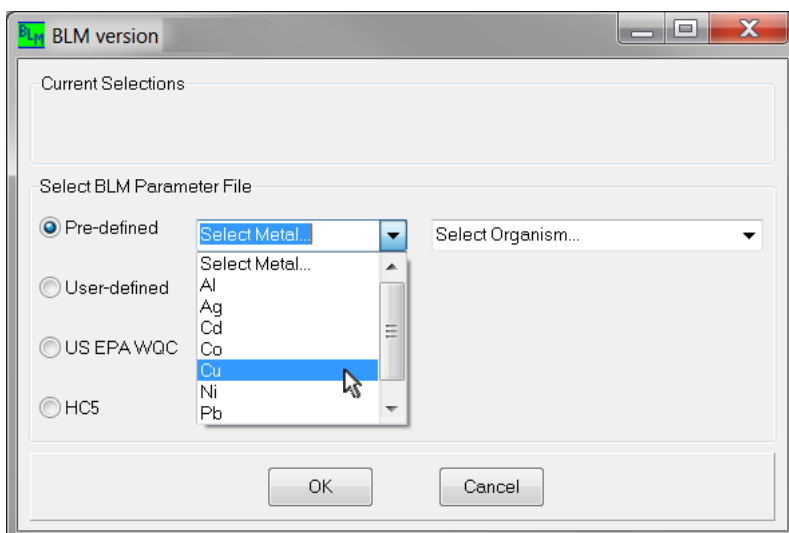 BLM BLM version
Current Selections
Select BLM Parameter File
Pre-defined
Select Metal...
Select Organism...
Select Metal...
Al
User-defined
Ag
Cd
US EPA WQC
Co
Cu
Ni
HC5
Pb
OK
Cancel